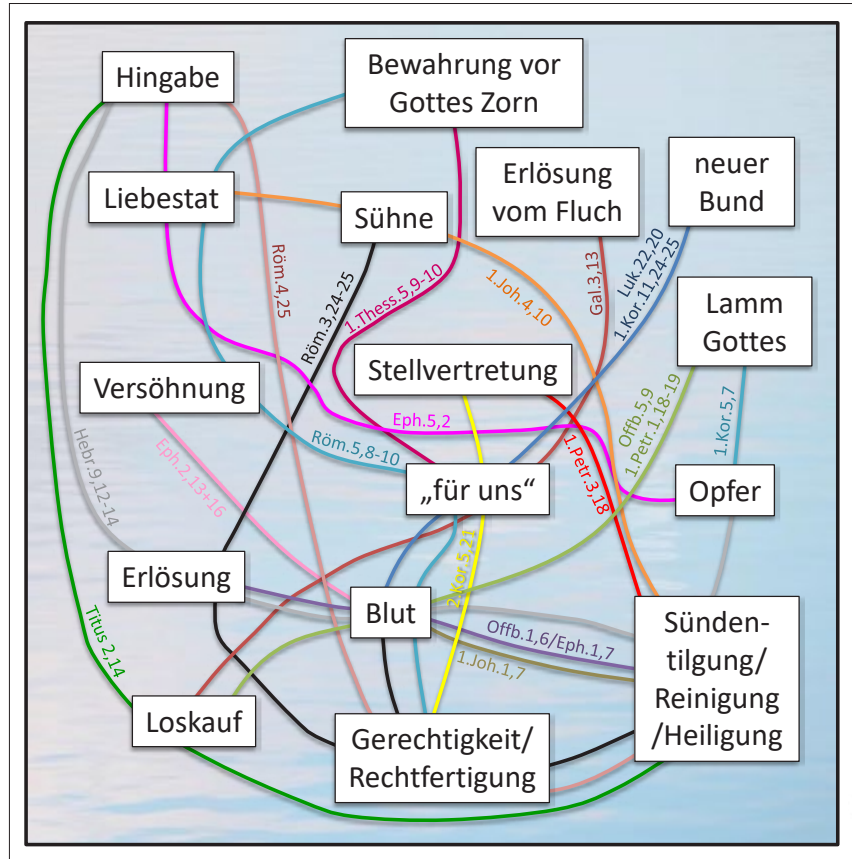 Hingabe
Bewahrung vor
Gottes Zorn
Liebestat
Sühne
Erlösung
vom Fluch
neuer
Bund
Röm.4,25
Röm.3,24-25
1.Thess.5,9-10
1.Joh.4,10
Gal.3,13
Luk.22,20
1.Kor.11,24-25
Lamm
Gottes
Versöhnung
Stellvertretung
Eph.5,2
Offb.5,9
1.Petr.1,18-19
1.Kor.5,7
Hebr.9,12-14
Eph.2,13+16
Röm.5,8-10
„für uns“
1.Petr.3,18
Opfer
2.Kor.5,21
Erlösung
Blut
Offb.1,6/Eph.1,7
1.Joh.1,7
Sünden-
tilgung/
Reinigung
/Heiligung
Titus 2,14
Loskauf
Gerechtigkeit/
Rechtfertigung